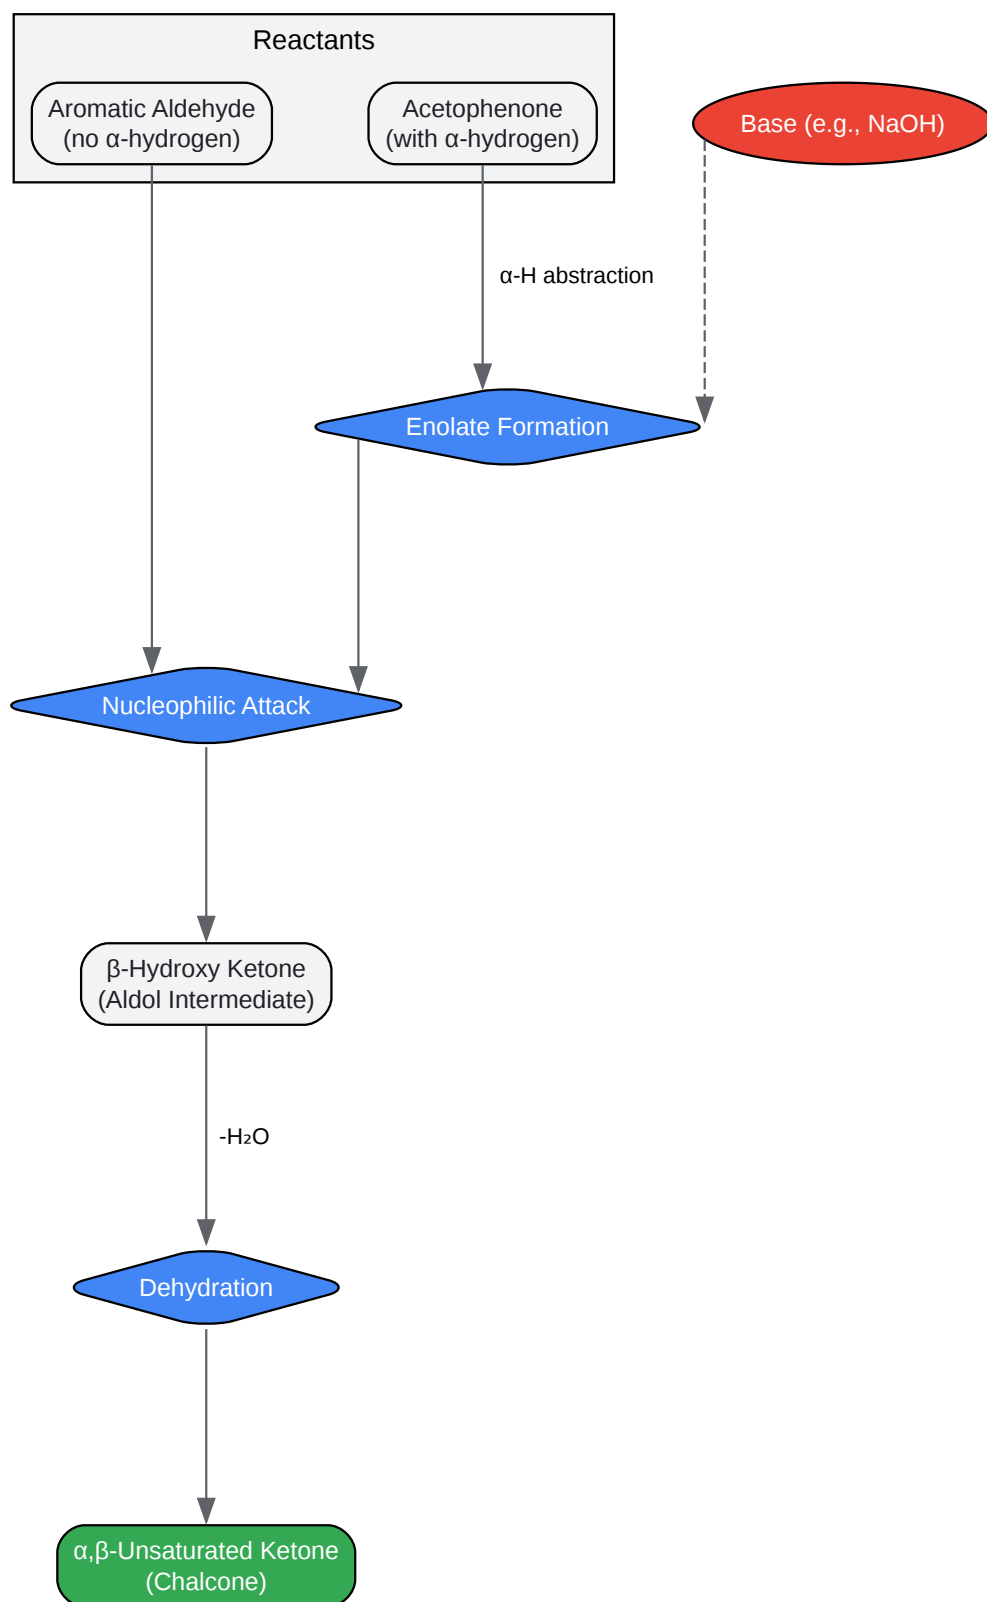 Reactants
Aromatic Aldehyde
(no α-hydrogen)
Acetophenone
(with α-hydrogen)
Base (e.g., NaOH)
α-H abstraction
Enolate Formation
Nucleophilic Attack
β-Hydroxy Ketone
(Aldol Intermediate)
-H₂O
Dehydration
α,β-Unsaturated Ketone
(Chalcone)